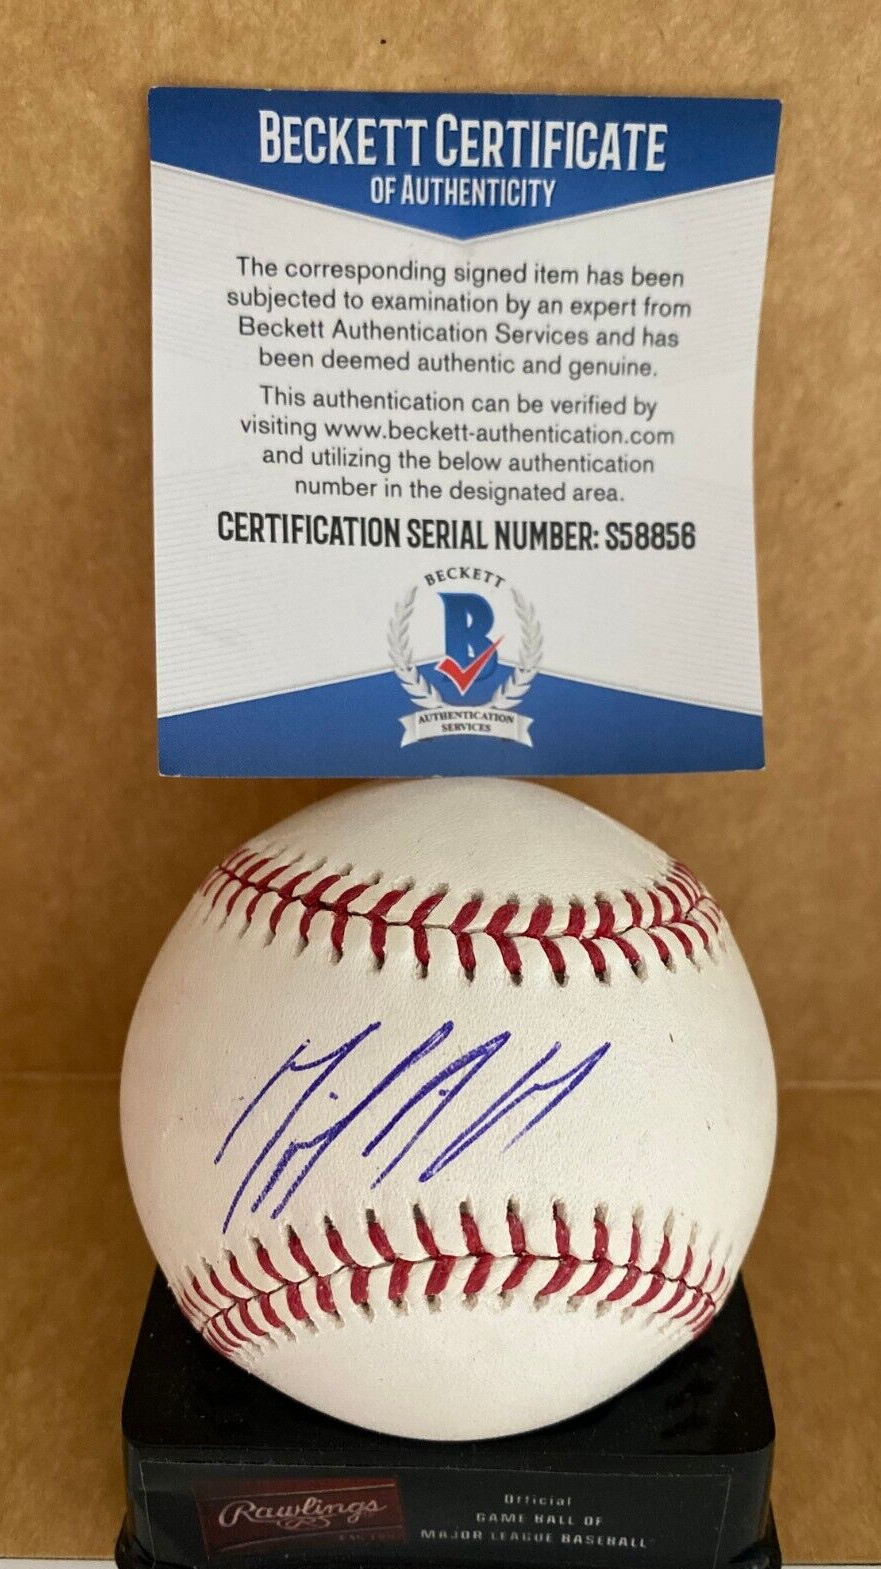 BECKETT CERTIFICATE
OF AUTHENTICITY
The corresponding signed item has been
subjected to examination by an expert from
Beckett Authentication Services and has
been deemed authentic and genuine.
This authentication can be verified by
visiting www.beckett-authentication.com
and utilizing the below authentication
number in the designated area.
CERTIFICATION SERIAL NUMBER: S58856
BECKETT
B
AUTHENTICATION
SERVICES
Rawlings
Official
GAME BALL OF
MAJOR LEAGUE BASEBALL